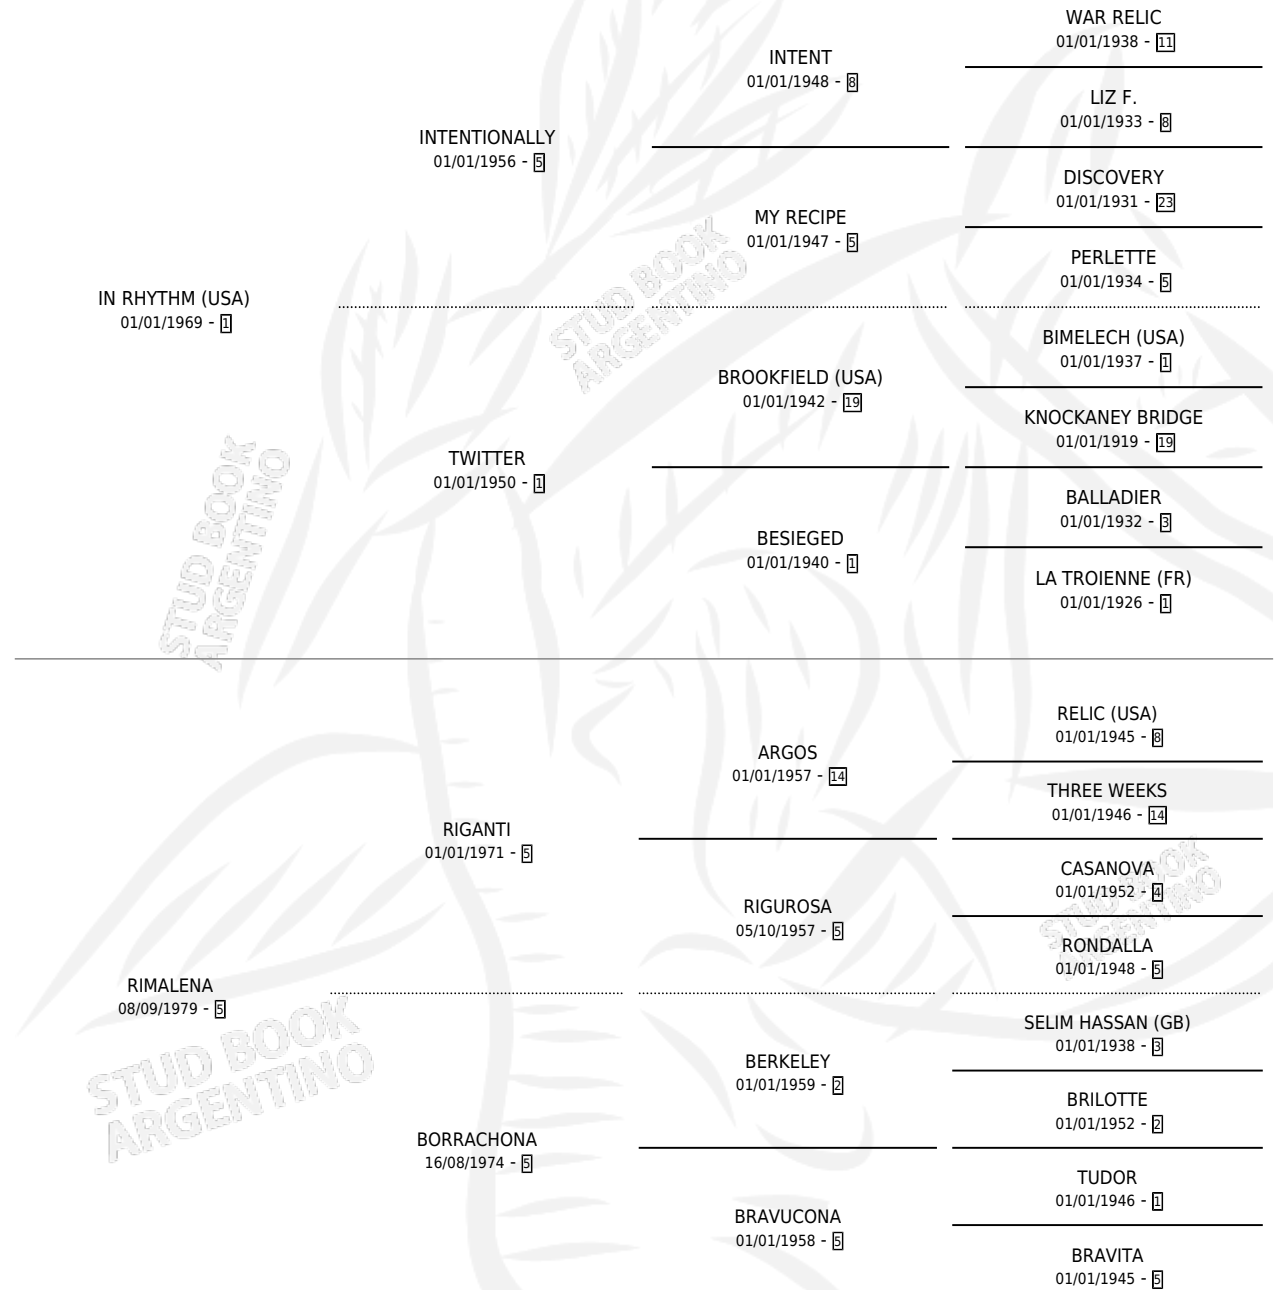 WAR RELIC
01/01/1938 - 11
INTENT
01/01/1948 - 8
LIZ F.
01/01/1933 - 8
INTENTIONALLY
01/01/1956 - 5
DISCOVERY
01/01/1931 - 23
MY RECIPE
01/01/1947 - 5
PERLETTE
01/01/1934 - 5
IN RHYTHM (USA)
01/01/1969 - 1
BIMELECH (USA)
01/01/1937 - 1
BROOKFIELD (USA)
01/01/1942 - 19
KNOCKANEY BRIDGE
01/01/1919 - 19
TWITTER
01/01/1950 - 1
BALLADIER
01/01/1932 - 3
BESIEGED
01/01/1940 - 1
LA TROIENNE (FR)
01/01/1926 - 1
STUD BOOK
ARGENTINO
STUD BOOK
ARGENTINO
RELIC (USA)
01/01/1945 - 8
ARGOS
01/01/1957 - 14
THREE WEEKS
01/01/1946 - 14
RIGANTI
01/01/1971 - 5
CASANOVA
01/01/1952 - 4
RIGUROSA
05/10/1957 - 5
RONDALLA
01/01/1948 - 5
RIMALENA
08/09/1979 - 5
SELIM HASSAN (GB)
01/01/1938 - 3
BERKELEY
01/01/1959 - 2
BRILOTTE
01/01/1952 - 2
BORRACHONA
16/08/1974 - 5
TUDOR
01/01/1946 - 1
BRAVUCONA
01/01/1958 - 5
BRAVITA
01/01/1945 - 5
STUD BOOK
ARGENTINO
STUD BOOK
ARGENTINO